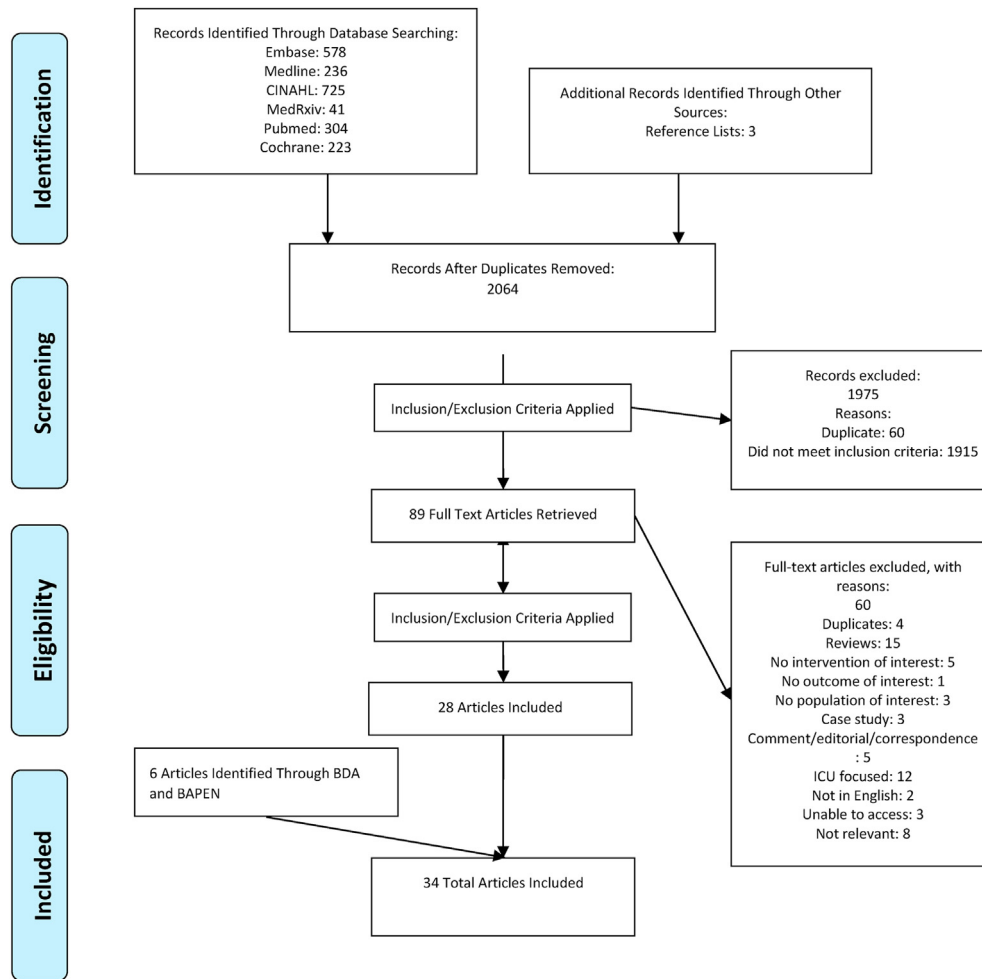 Identification
Records Identified Through Database Searching:
Embase: 578
Medline: 236
CINAHL: 725
MedRxiv: 41
Pubmed: 304
Cochrane: 223
Additional Records Identified Through Other
Sources:
Reference Lists: 3
Records After Duplicates Removed:
2064
Screening
Inclusion/Exclusion Criteria Applied
Records excluded:
1975
Reasons:
Duplicate: 60
Did not meet inclusion criteria: 1915
89 Full Text Articles Retrieved
Eligibility
Inclusion/Exclusion Criteria Applied
Full-text articles excluded, with
reasons:
60
Duplicates: 4
Reviews: 15
No intervention of interest: 5
No outcome of interest: 1
No population of interest: 3
Case study: 3
Comment/editorial/correspondence
: 5
ICU focused: 12
Not in English: 2
Unable to access: 3
Not relevant: 8
28 Articles Included
Included
6 Articles Identified Through BDA
and BAPEN
34 Total Articles Included